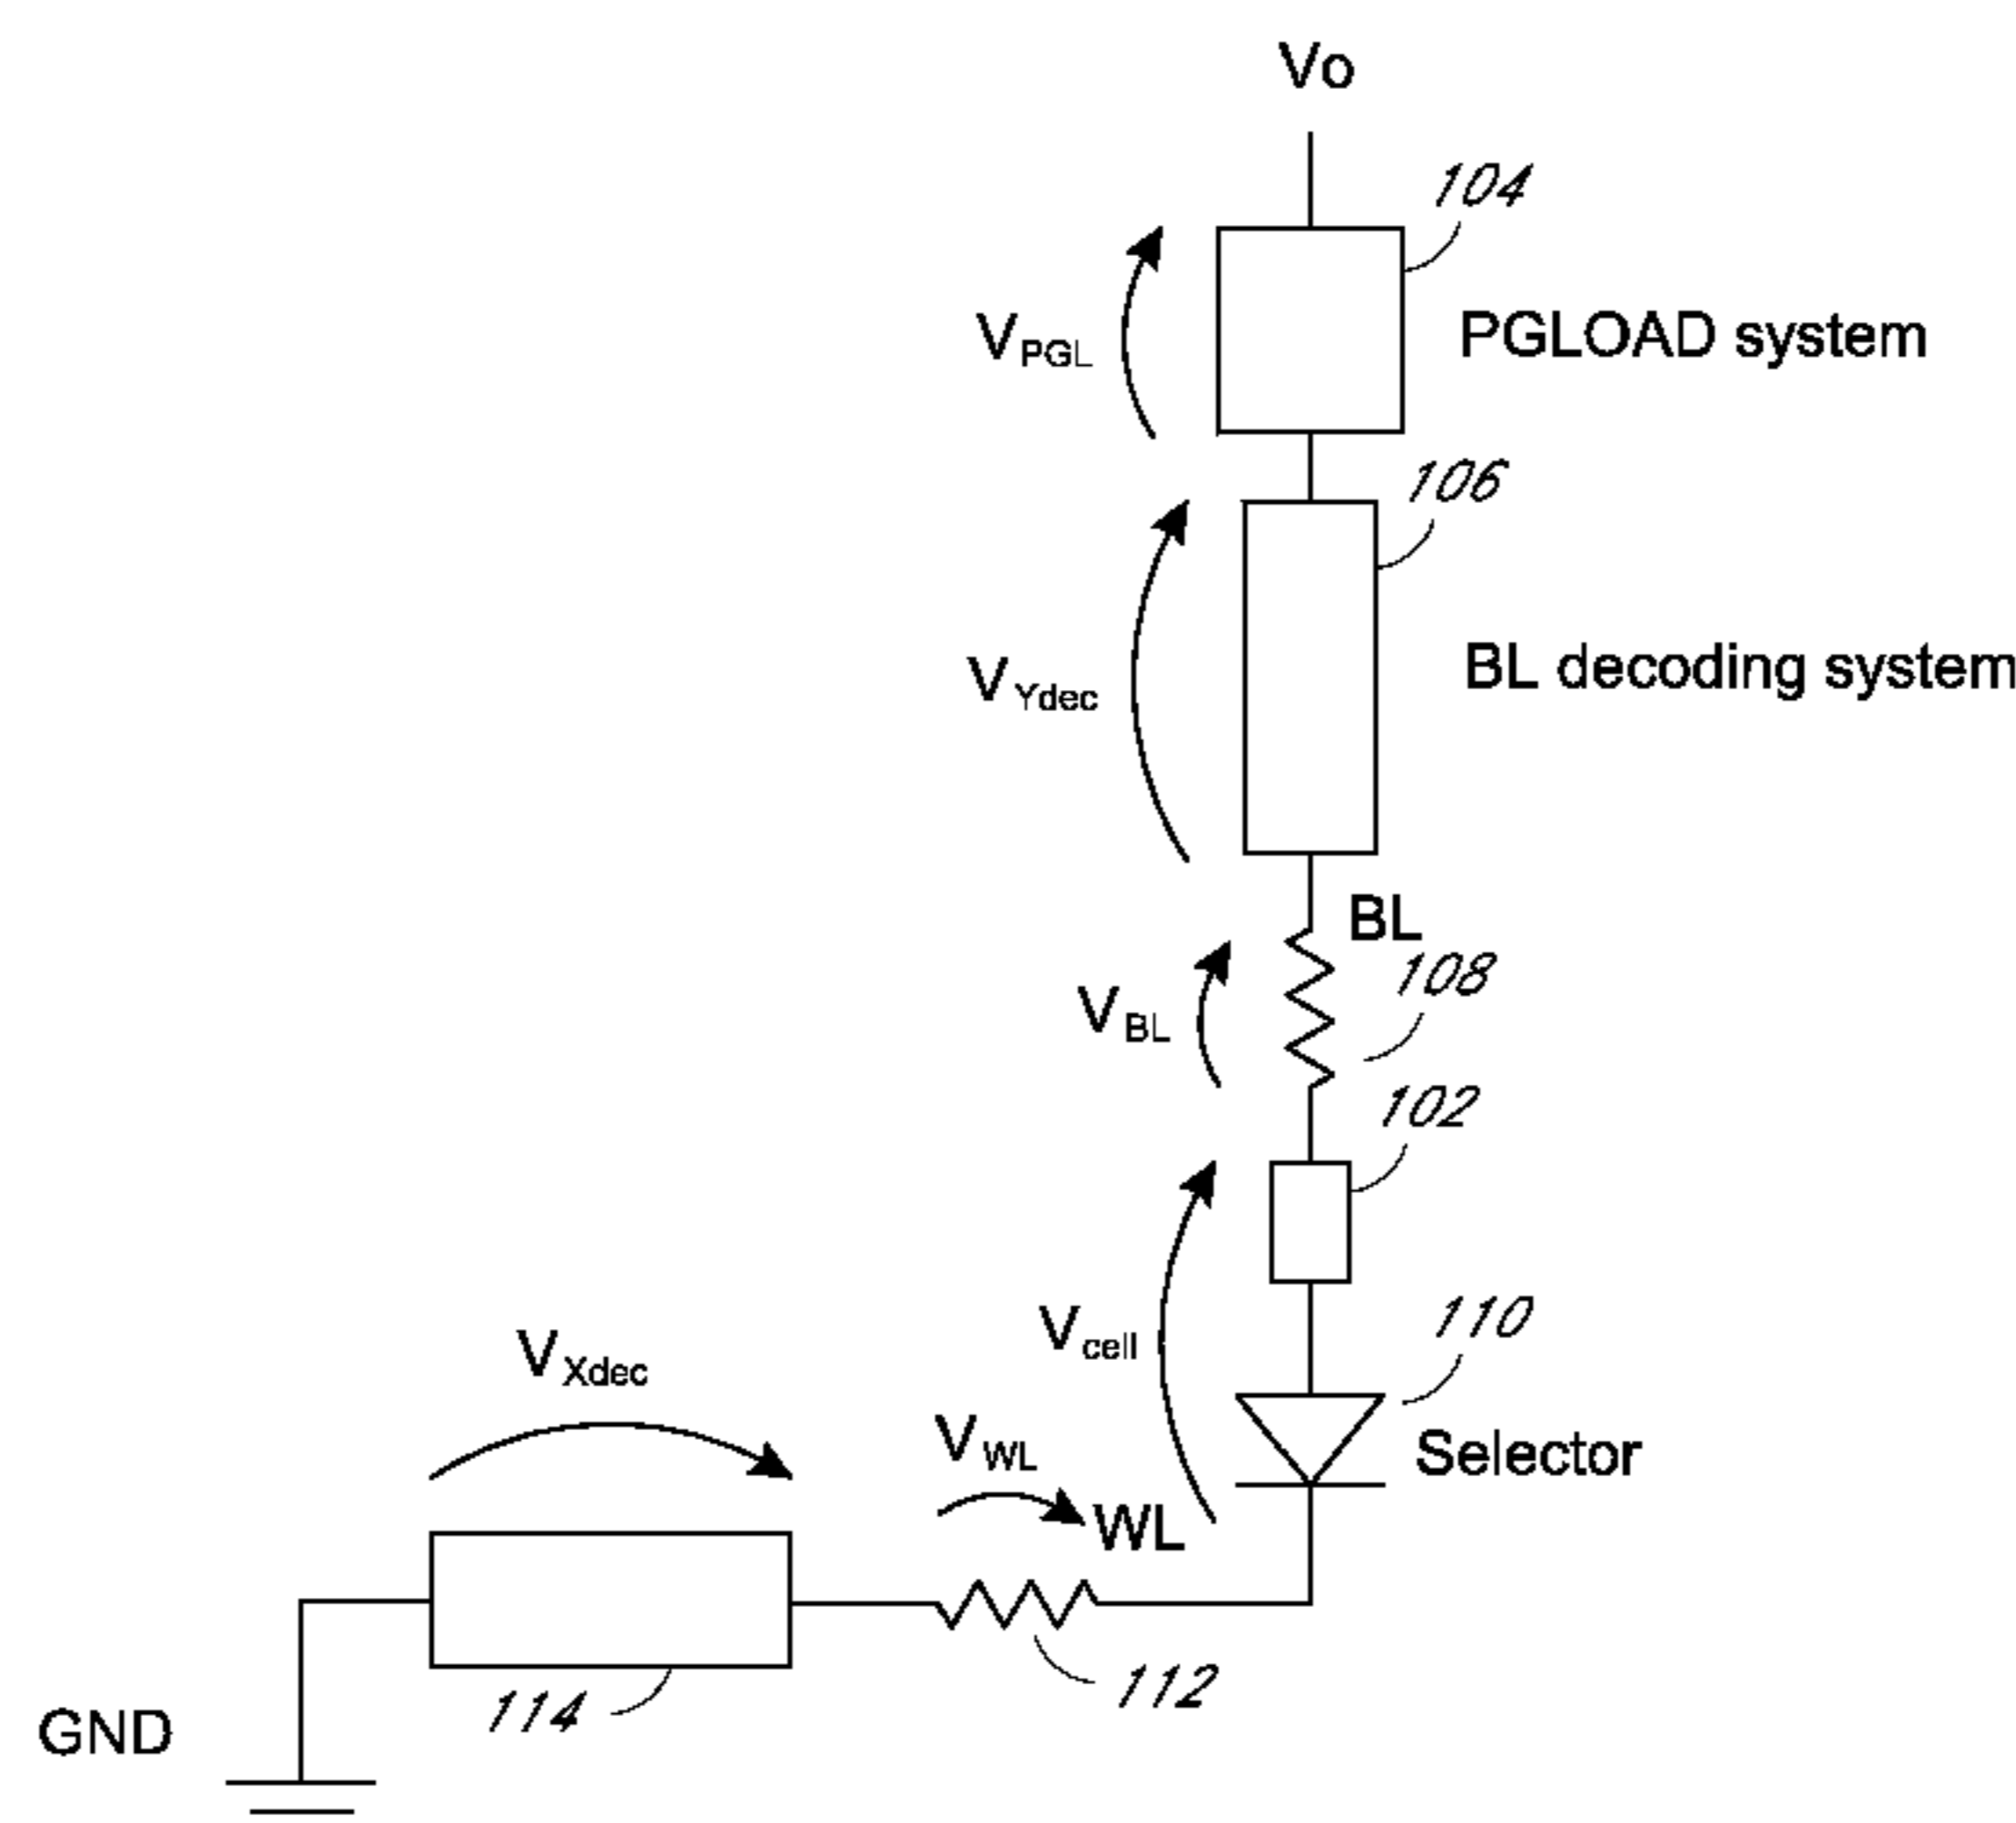 Vo
104
VPGL
PGLOAD system
106
VYdec
BL decoding system
BL
108
VBL
102
Vcell
110
VXdec
VWL
Selector
WL
112
114
GND